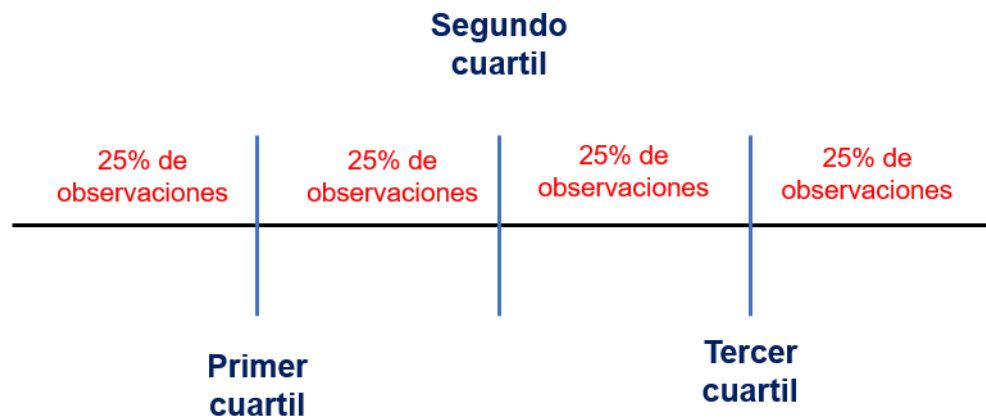 Segundo
cuartil
25% de
observaciones
25% de
observaciones
25% de
observaciones
25% de
observaciones
Primer
cuartil
Tercer
cuartil